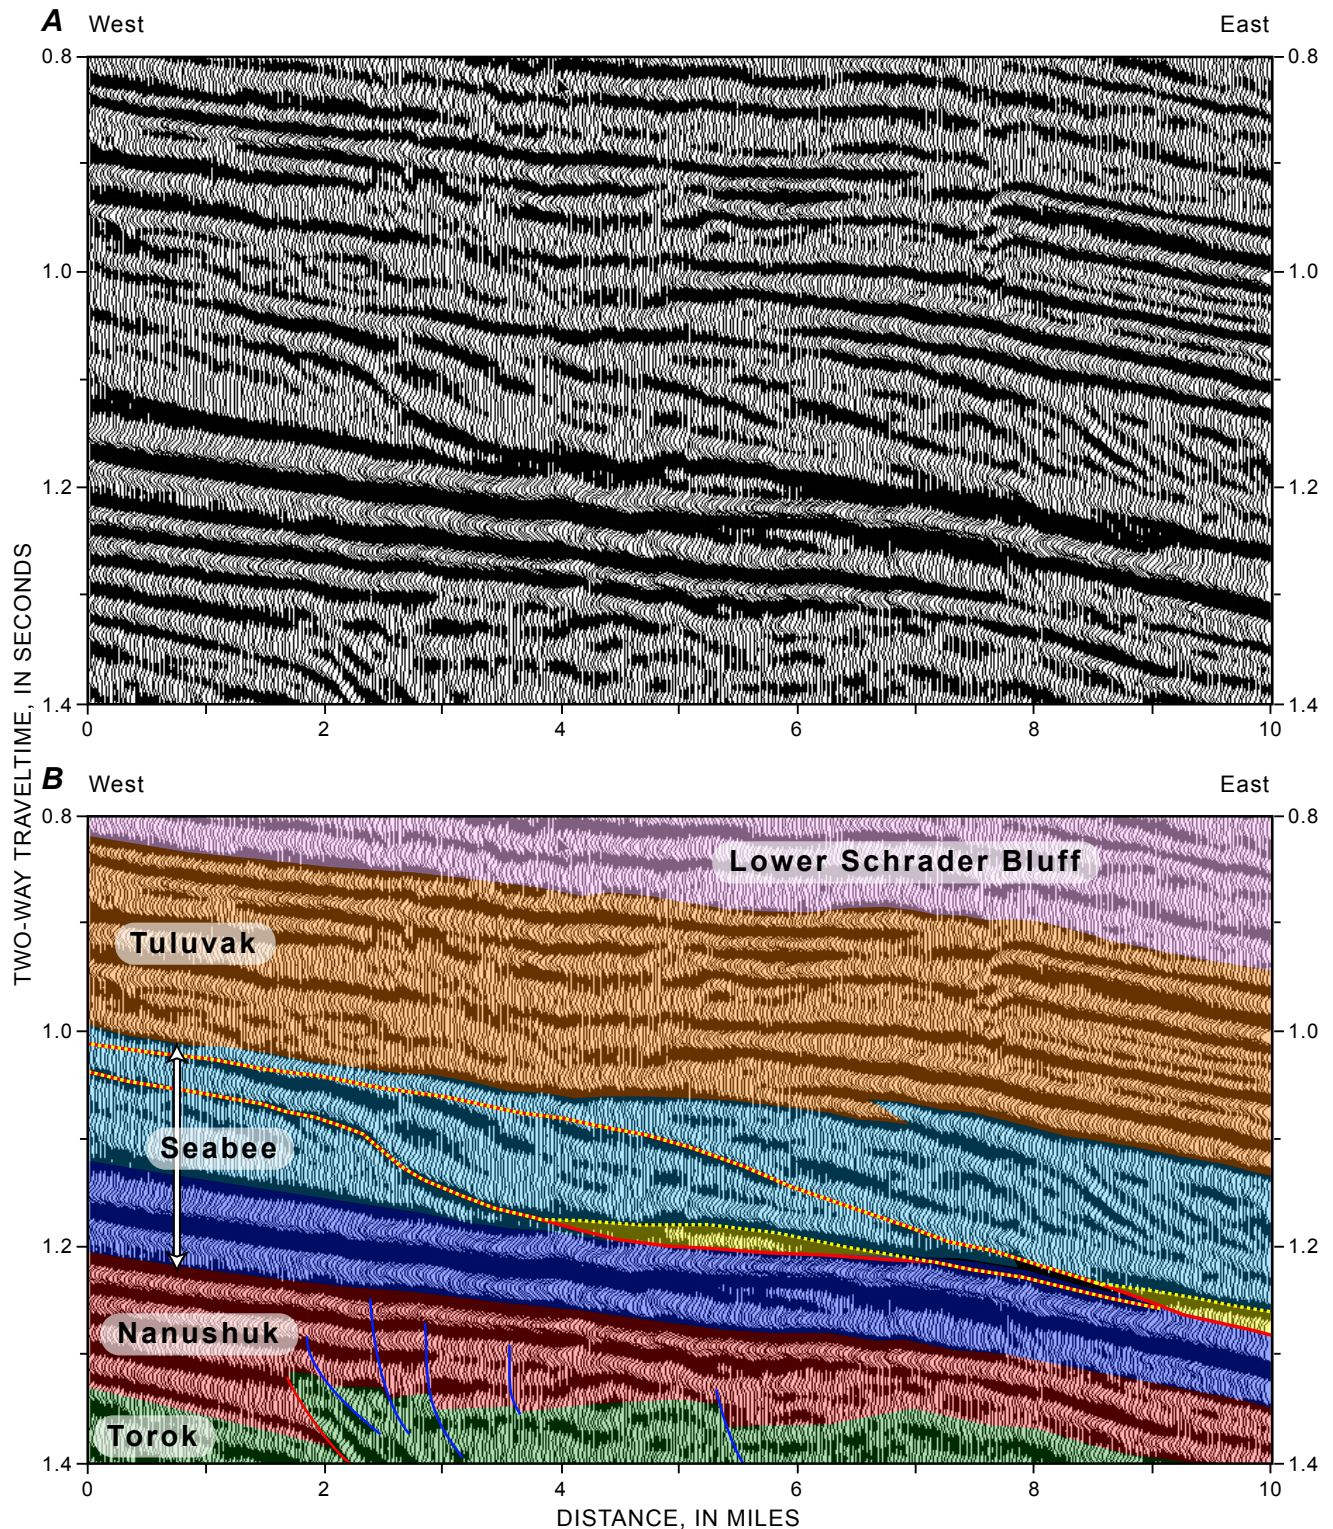 A West East
0.8 0.8
1.0 1.0
1.2 1.2
1.4 1.4
0 2 4 6 8 10
TWO-WAY TRAVELTIME, IN SECONDS
B West East
0.8 0.8
Lower Schrader Bluff
Tuluvak
1.0 1.0
Seabee
1.2 1.2
Nanushuk
Torok
1.4 1.4
0 2 4 6 8 10
DISTANCE, IN MILES